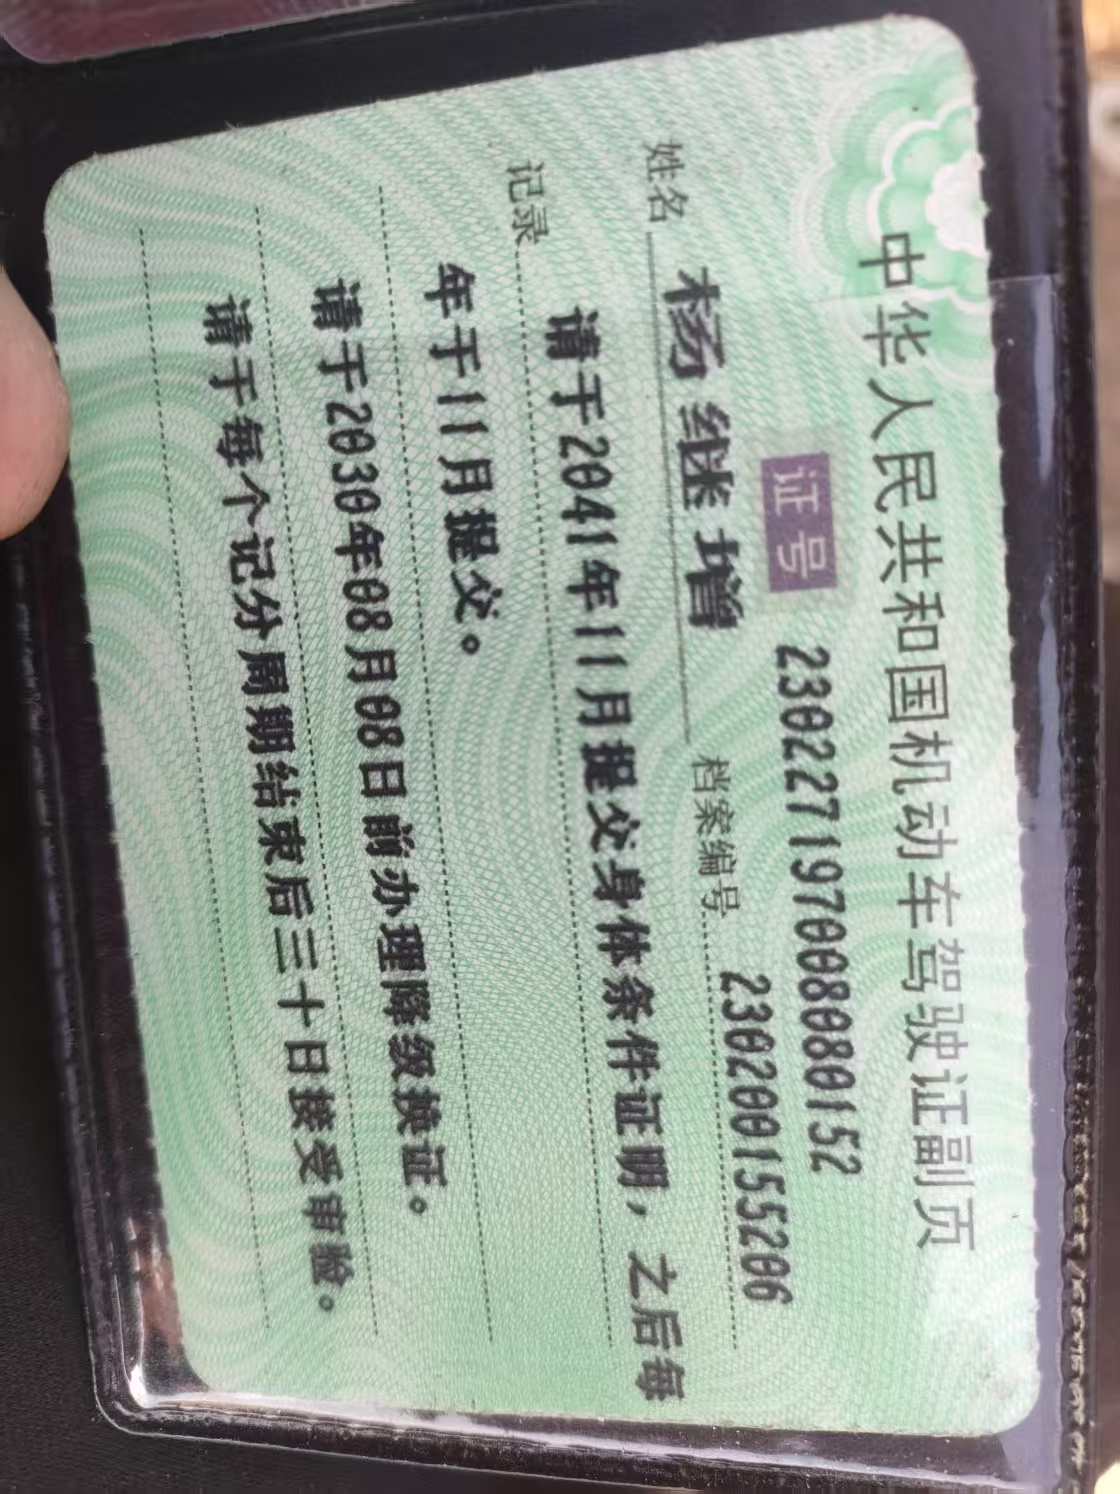 中华人民共和国机动车驾驶证副页
证号 230227197008080152
姓名 杨继增 档案编号 230200155206
记录 请于2041年11月提交身体条件证明，之后每
年于11月提交。
请于2030年08月08日前办理降级换证。
请于每个记分周期结束后三十日接受审验。